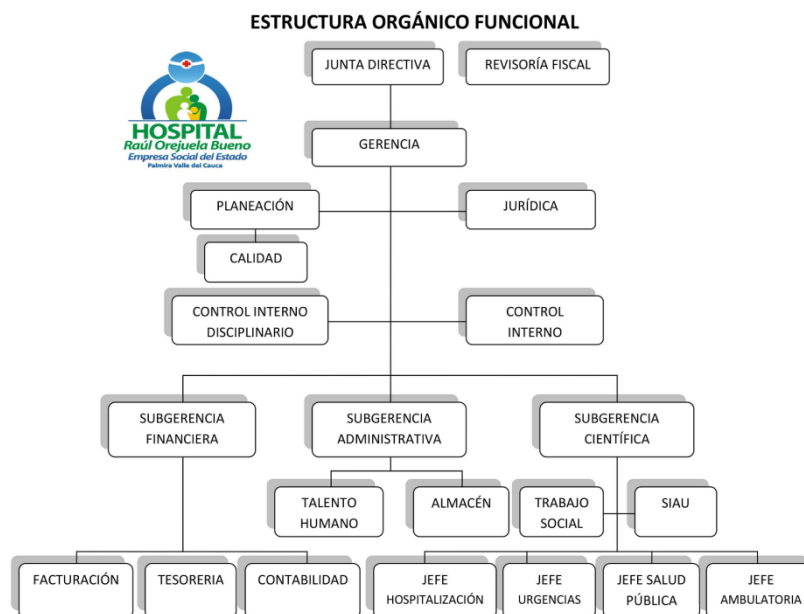 ESTRUCTURA ORGÁNICO FUNCIONAL
JUNTA DIRECTIVA
REVISORÍA FISCAL
HOSPITAL
Raúl Orejuela Bueno
Empresa Social del Estado
Palmira Valle del Cauca
GERENCIA
PLANEACIÓN
JURÍDICA
CALIDAD
CONTROL INTERNO
DISCIPLINARIO
CONTROL
INTERNO
SUBGERENCIA
FINANCIERA
SUBGERENCIA
ADMINISTRATIVA
SUBGERENCIA
CIENTÍFICA
TALENTO
HUMANO
ALMACÉN
TRABAJO
SOCIAL
SIAU
FACTURACIÓN
TESORERIA
CONTABILIDAD
JEFE
HOSPITALIZACIÓN
JEFE
URGENCIAS
JEFE SALUD
PÚBLICA
JEFE
AMBULATORIA